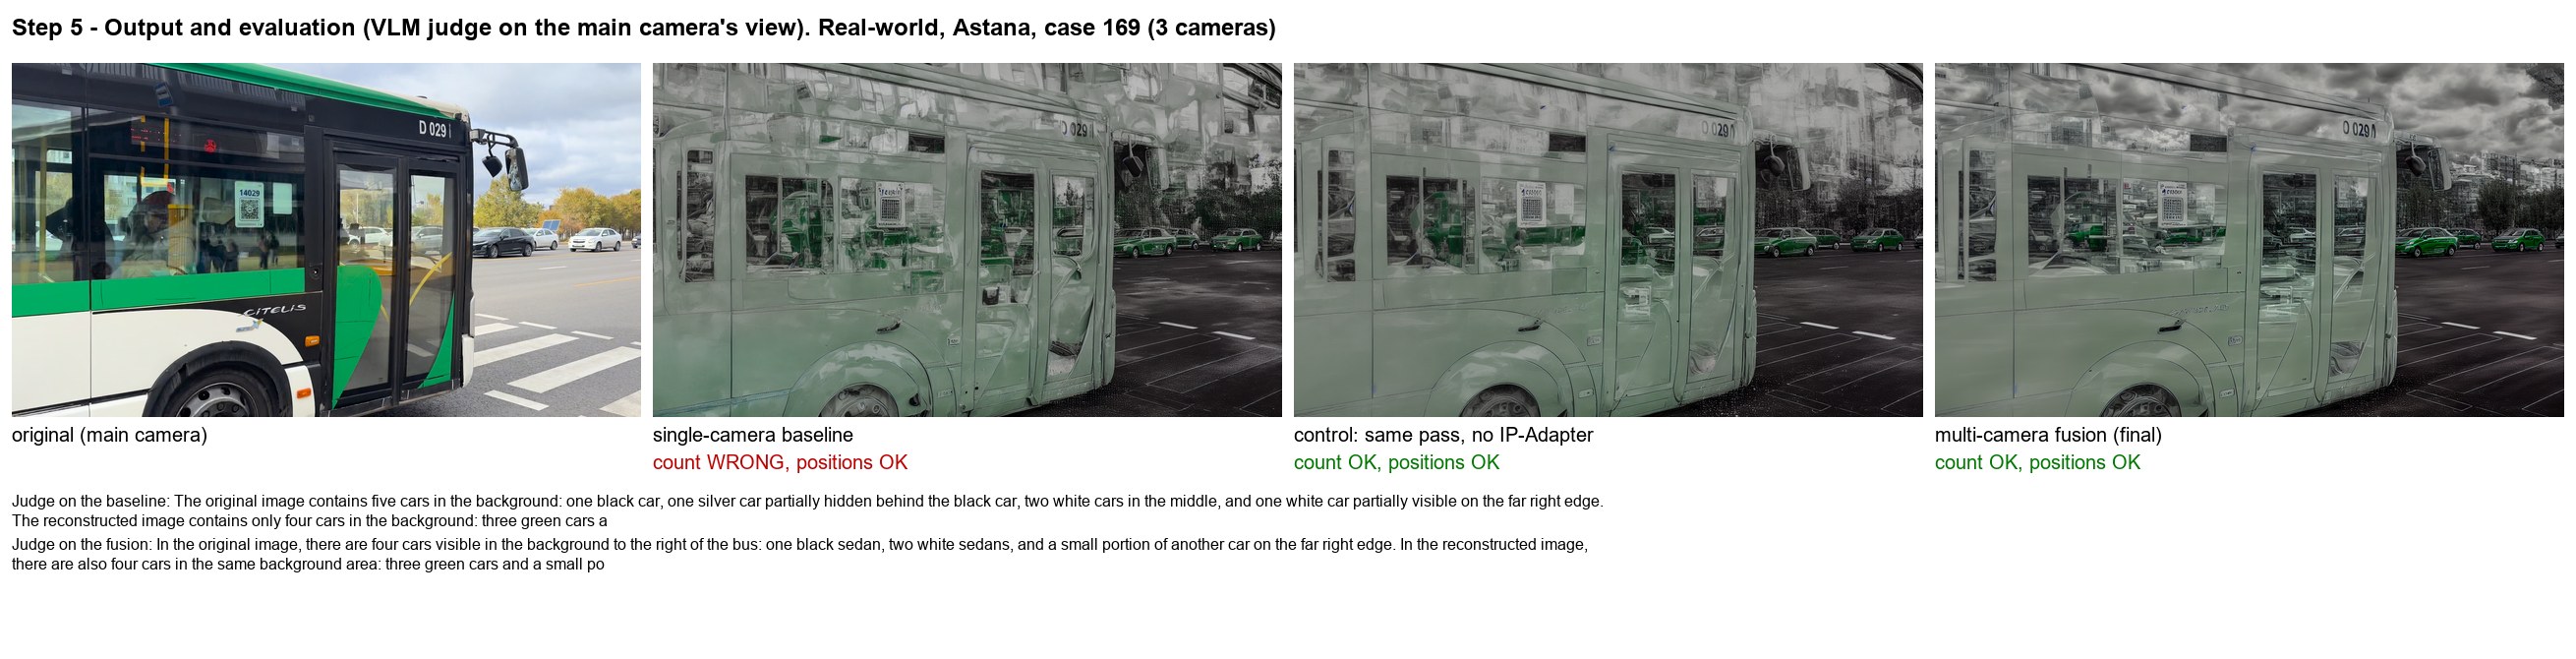 Step 5 - Output and evaluation (VLM judge on the main camera's view). Real-world, Astana, case 169 (3 cameras)
D 029
14029
CITELIS
original (main camera)
single-camera baseline
count WRONG, positions OK
control: same pass, no IP-Adapter
count OK, positions OK
multi-camera fusion (final)
count OK, positions OK
Judge on the baseline: The original image contains five cars in the background: one black car, one silver car partially hidden behind the black car, two white cars in the middle, and one white car partially visible on the far right edge.
The reconstructed image contains only four cars in the background: three green cars a
Judge on the fusion: In the original image, there are four cars visible in the background to the right of the bus: one black sedan, two white sedans, and a small portion of another car on the far right edge. In the reconstructed image,
there are also four cars in the same background area: three green cars and a small po